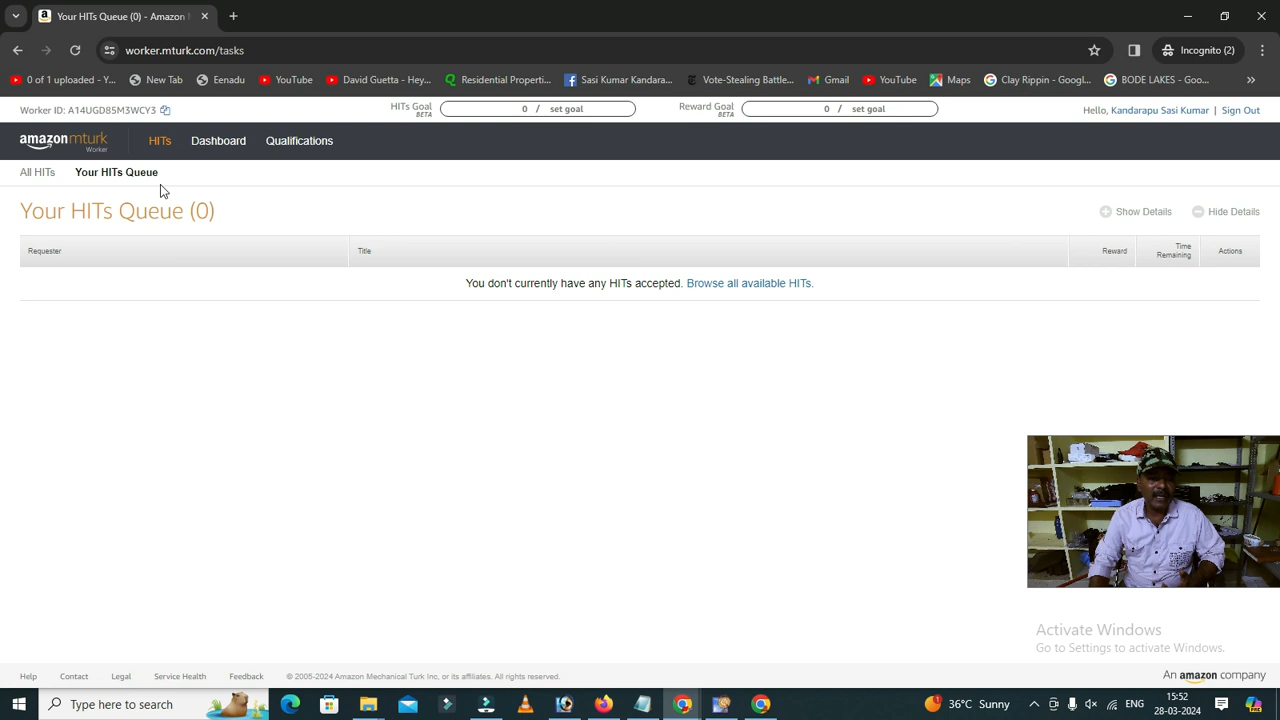 Your HITs Queue (0) - Amazon
worker.mturk.com/tasks
Incognito (2)
0 of 1 uploaded - Y...
New Tab
Eenadu
YouTube
David Guetta - Hey...
Residential Properti...
Sasi Kumar Kandara...
Vote-Stealing Battle...
Gmail
YouTube
Maps
Clay Rippin - Googl...
BODE LAKES - Goo...
Worker ID: A14UGD85M3WCY3
HITs Goal
BETA
0 / set goal
Reward Goal
BETA
0 / set goal
Hello, Kandarapu Sasi Kumar | Sign Out
amazonmturk
Worker
HITs
Dashboard
Qualifications
All HITs
Your HITs Queue
Your HITs Queue (0)
Show Details
Hide Details
Requester
Title
Reward
Time
Remaining
Actions
You don't currently have any HITs accepted. Browse all available HITs.
Activate Windows
Go to Settings to activate Windows.
Help
Contact
Legal
Service Health
Feedback
© 2005-2024 Amazon Mechanical Turk Inc, or its affiliates. All rights reserved.
An amazon company
Type here to search
36°C Sunny
ENG
15:52
28-03-2024